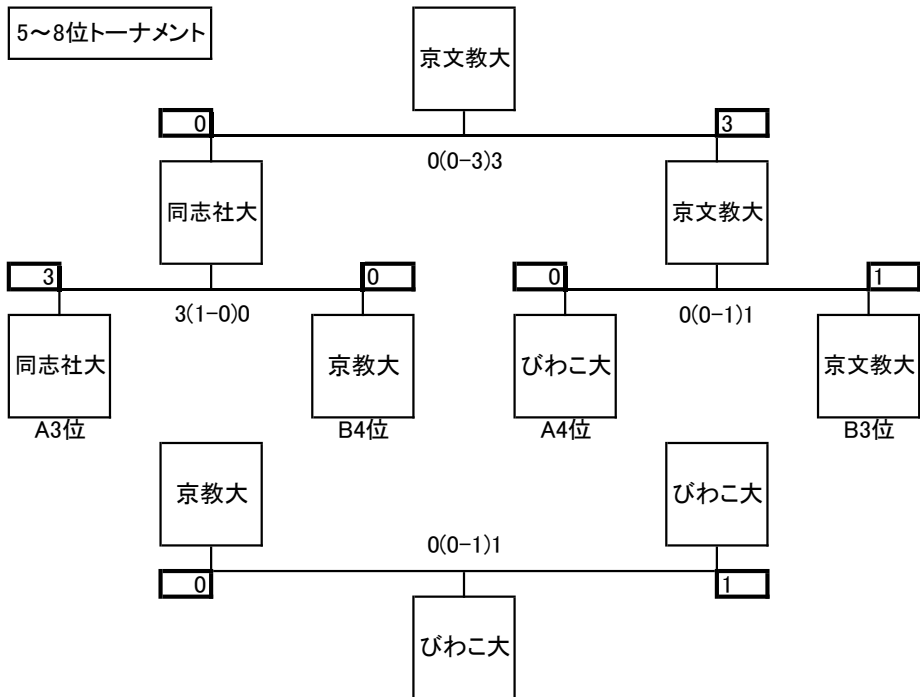 5～8位トーナメント
京文教大
0
3
0(0-3)3
同志社大
京文教大
3
0
0
1
3(1-0)0
0(0-1)1
同志社大
京教大
びわこ大
京文教大
A3位
B4位
A4位
B3位
京教大
びわこ大
0(0-1)1
0
1
びわこ大